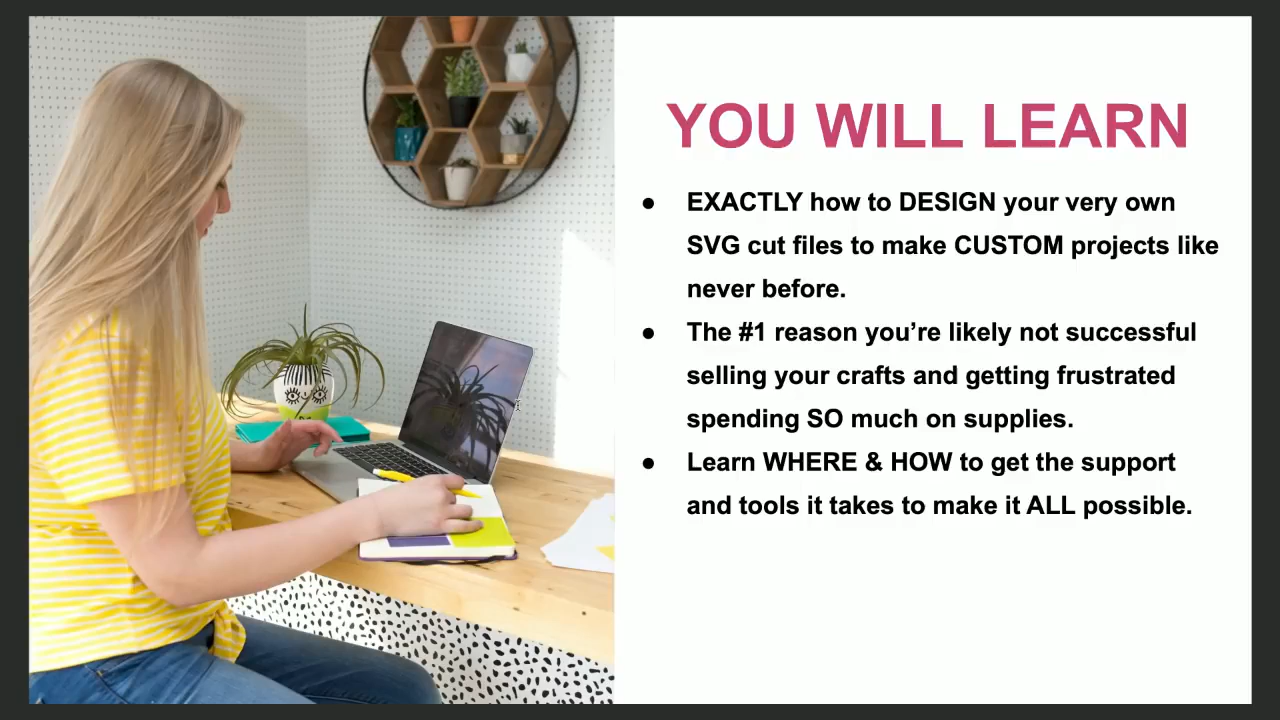 YOU WILL LEARN
● EXACTLY how to DESIGN your very own
SVG cut files to make CUSTOM projects like
never before.
● The #1 reason you’re likely not successful
selling your crafts and getting frustrated
spending SO much on supplies.
● Learn WHERE & HOW to get the support
and tools it takes to make it ALL possible.